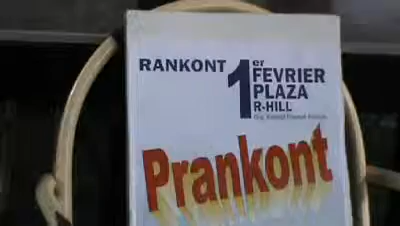 RANKONT 1er
FEVRIER
PLAZA
R-HILL
Prankont